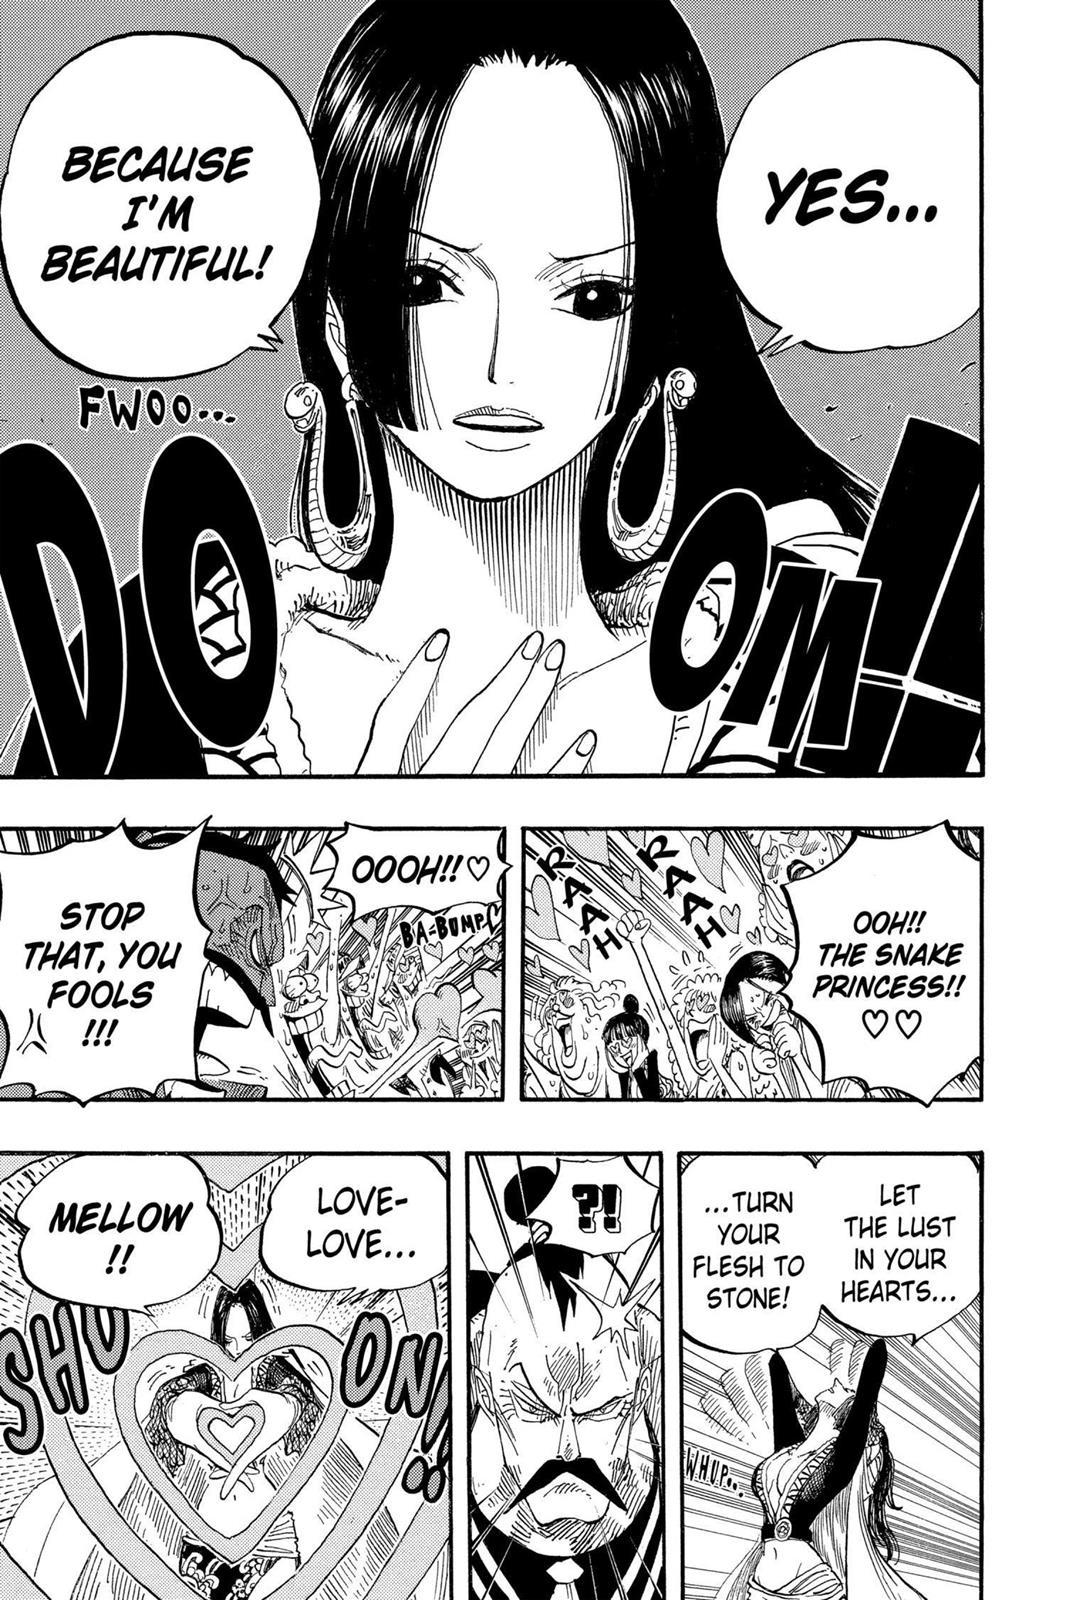 YES...
BECAUSE
I'M
BEAUTIFUL!
FWOO...
DOOM!!
OOH!!
THE SNAKE
PRINCESS!!
♡♡
RAAH
RAAH
OOOH!!♡
BA-BUMP♡
STOP
THAT, YOU
FOOLS
!!!
LET
THE LUST
IN YOUR
HEARTS...
...TURN
YOUR
FLESH TO
STONE!
WHUP...
?!
LOVE-
LOVE...
MELLOW
!!
SHOON!!